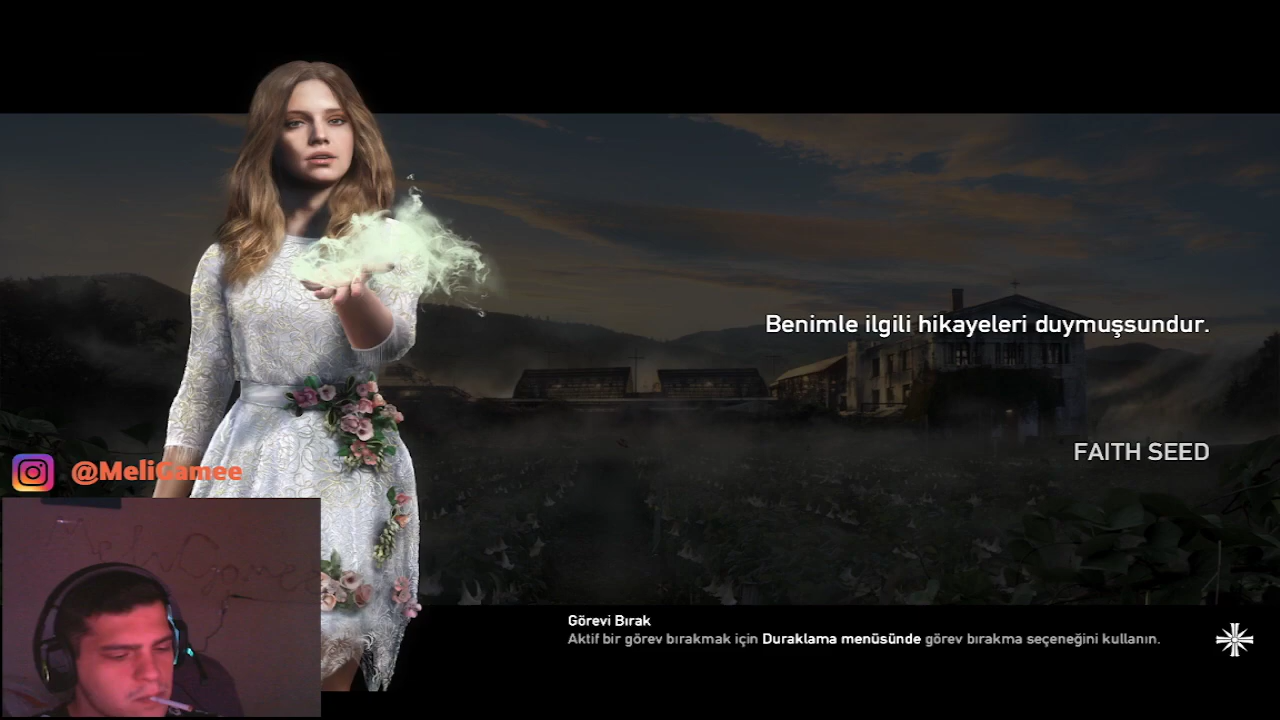 Benimle ilgili hikayeleri duymuşsundur.
FAITH SEED
@MeliGamee
MeliGamee
Görevi Bırak
Aktif bir görev bırakmak için Duraklama menüsünde görev bırakma seçeneğini kullanın.